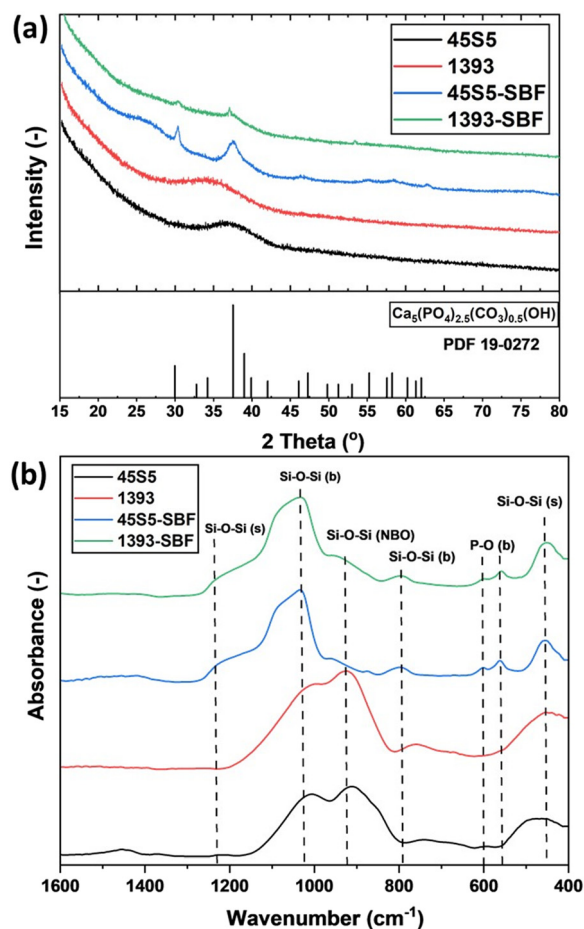 (a)
45S5
1393
45S5-SBF
1393-SBF
Intensity (-)
Ca5(PO4)2.5(CO3)0.5(OH)
PDF 19-0272
15 20 25 30 35 40 45 50 55 60 65 70 75 80
2 Theta (°)
(b)
45S5
1393
45S5-SBF
1393-SBF
Si-O-Si (b)
Si-O-Si (s)
Si-O-Si (s)
Si-O-Si (NBO)
P-O (b)
Si-O-Si (b)
Absorbance (-)
1600 1400 1200 1000 800 600 400
Wavenumber (cm⁻¹)